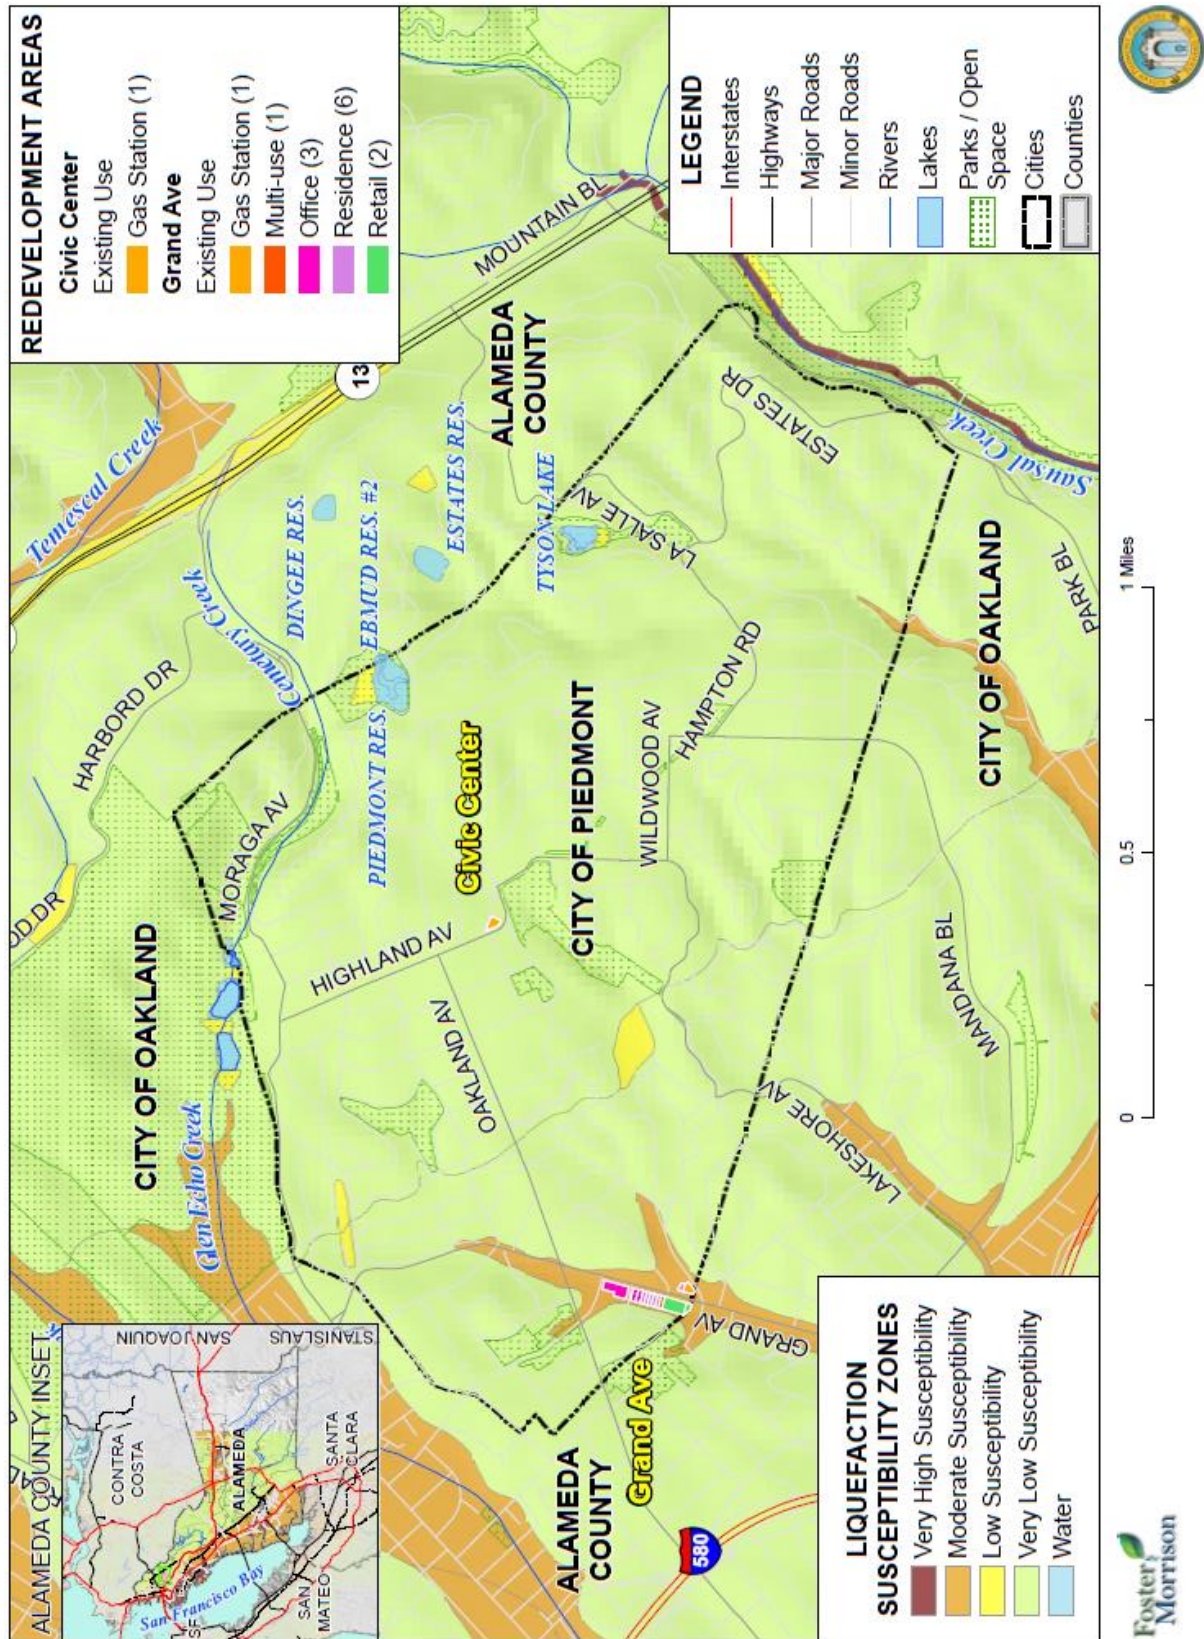 ALAMEDA COUNTY INSET
CONTRA
COSTA
SAN JOAQUIN
STANISLAUS
ALAMEDA
SANTA
CLARA
SAN
MATEO
SF
San Francisco Bay
REDEVELOPMENT AREAS
Civic Center
Existing Use
Gas Station (1)
Grand Ave
Existing Use
Gas Station (1)
Multi-use (1)
Office (3)
Residence (6)
Retail (2)
OD DR
HARBORD DR
Temescal Creek
CITY OF OAKLAND
Glen Echo Creek
MORAGA AV
Cemetary Creek
DINGEE RES.
13
MOUNTAIN BL
PIEDMONT RES.
EBMUD RES. #2
ESTATES RES.
ALAMEDA
COUNTY
HIGHLAND AV
OAKLAND AV
Civic Center
TYSON LAKE
LA SALLE AV
ESTATES DR
CITY OF PIEDMONT
WILDWOOD AV
HAMPTON RD
ALAMEDA
COUNTY
Grand Ave
GRAND AV
580
LAKESHORE AV
MANDANA BL
CITY OF OAKLAND
PARK BL
Sausal Creek
LIQUEFACTION
SUSCEPTIBILITY ZONES
Very High Susceptibility
Moderate Susceptibility
Low Susceptibility
Very Low Susceptibility
Water
LEGEND
Interstates
Highways
Major Roads
Minor Roads
Rivers
Lakes
Parks / Open
Space
Cities
Counties
0 0.5 1 Miles
Foster
Morrison